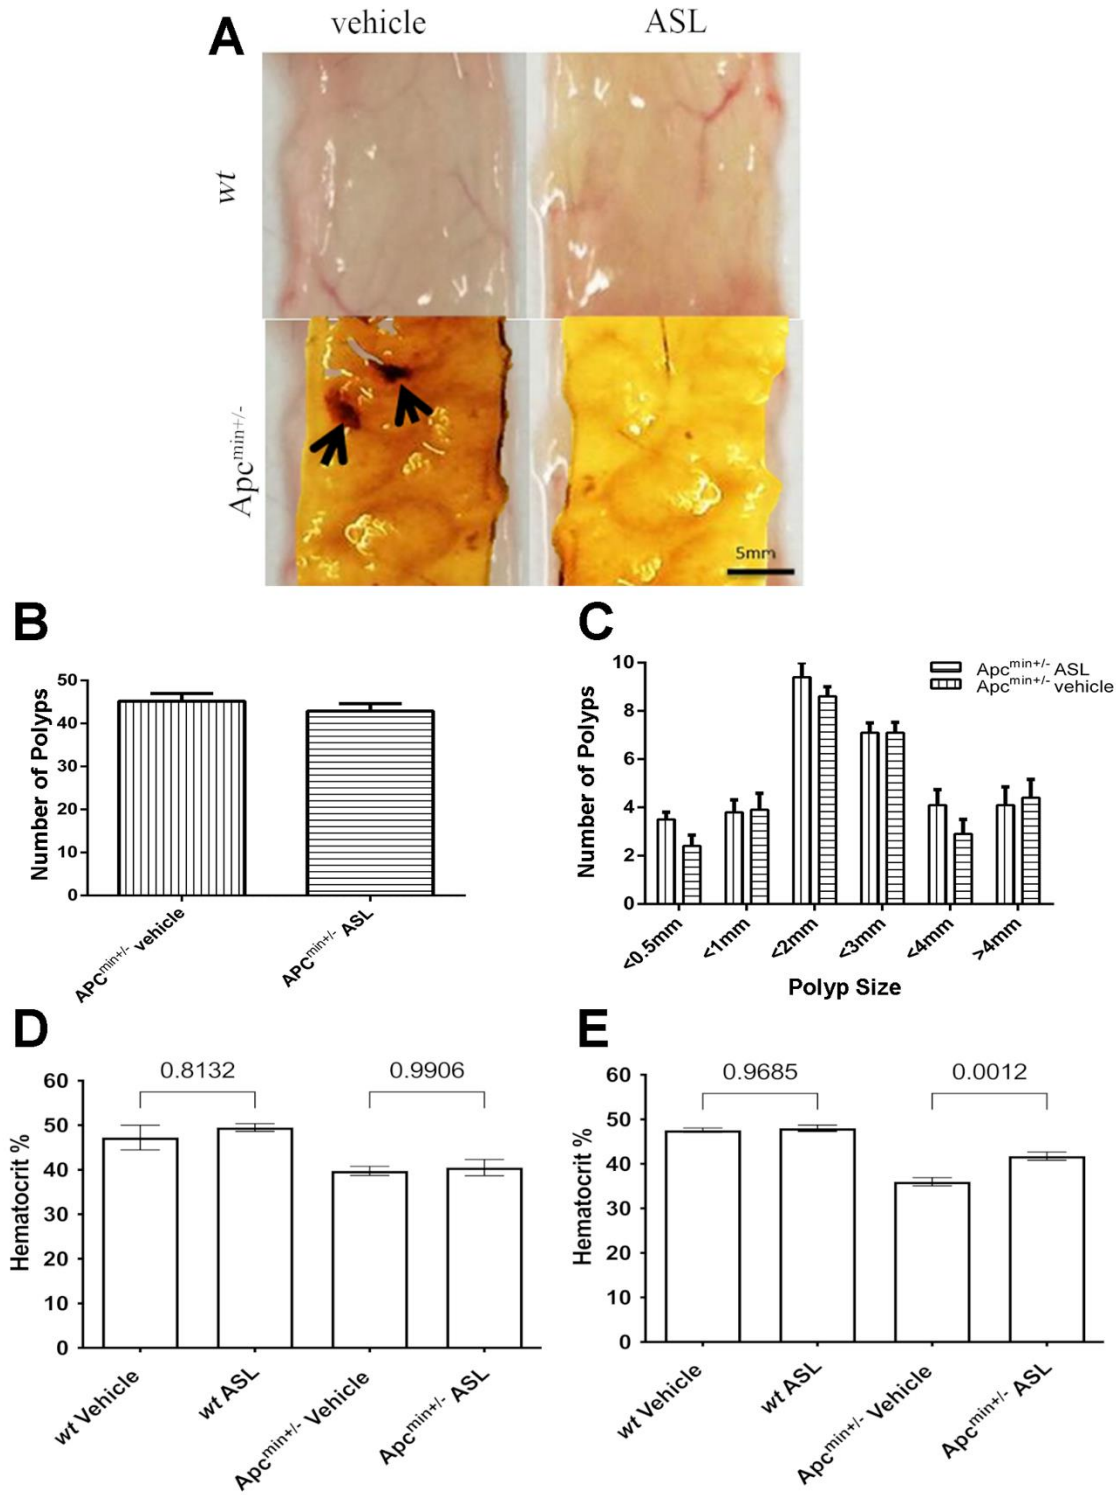 A
vehicle
ASL
wt
Apcmin+/-
5mm
B
Number of Polyps
50
40
30
20
10
0
APCmin+/- vehicle
APCmin+/- ASL
C
Number of Polyps
10
8
6
4
2
0
Apcmin+/- ASL
Apcmin+/- vehicle
<0.5mm
<1mm
<2mm
<3mm
<4mm
>4mm
Polyp Size
D
Hematocrit %
60
50
40
30
20
10
0
0.8132
0.9906
wt Vehicle
wt ASL
Apcmin+/- Vehicle
Apcmin+/- ASL
E
Hematocrit %
60
50
40
30
20
10
0
0.9685
0.0012
wt Vehicle
wt ASL
Apcmin+/- Vehicle
Apcmin+/- ASL